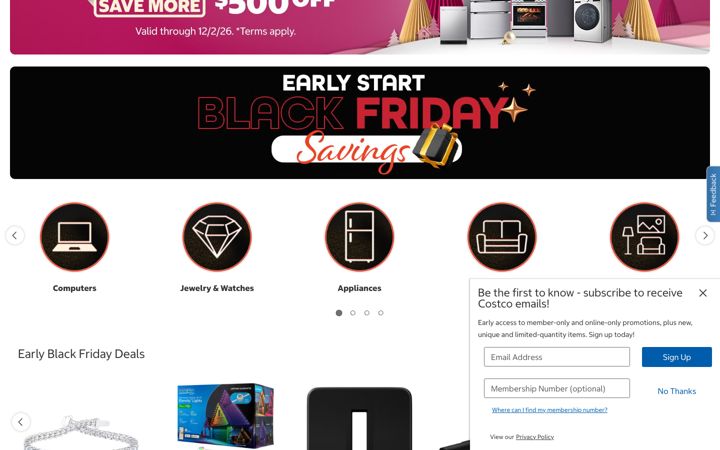 SAVE MORE
$500 OFF
Valid through 12/2/26. *Terms apply.
EARLY START
BLACK FRIDAY
Savings
Feedback
Computers
Jewelry & Watches
Appliances
Be the first to know - subscribe to receive
Costco emails!
Early access to member-only and online-only promotions, plus new,
unique and limited-quantity items. Sign up today!
Email Address
Sign Up
Membership Number (optional)
No Thanks
Where can I find my membership number?
View our Privacy Policy
Early Black Friday Deals